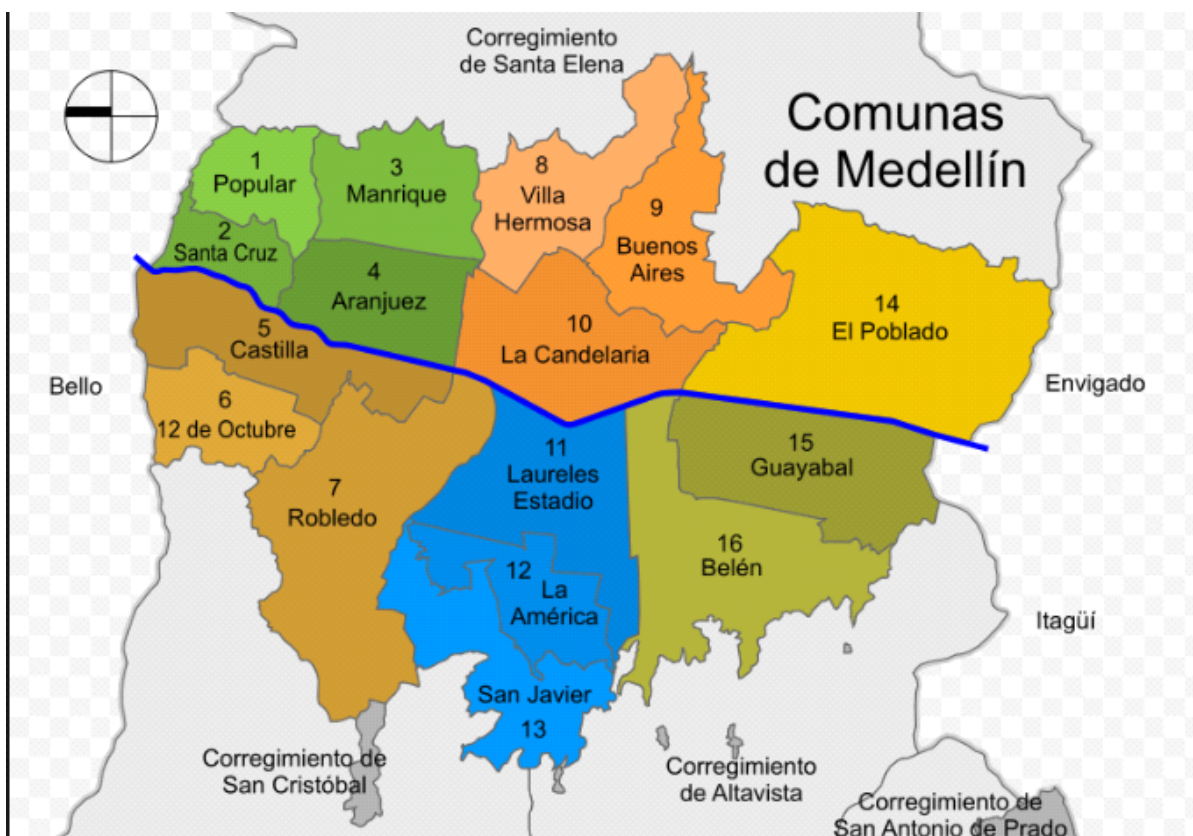 Corregimiento
de Santa Elena
Comunas
de Medellín
1
Popular
3
Manrique
8
Villa
Hermosa
9
Buenos
Aires
2
Santa Cruz
4
Aranjuez
14
El Poblado
10
La Candelaria
5
Castilla
Bello
Envigado
6
12 de Octubre
11
Laureles
Estadio
15
Guayabal
7
Robledo
16
Belén
12
La
América
Itagüí
San Javier
13
Corregimiento de
San Cristóbal
Corregimiento
de Altavista
Corregimiento de
San Antonio de Prado